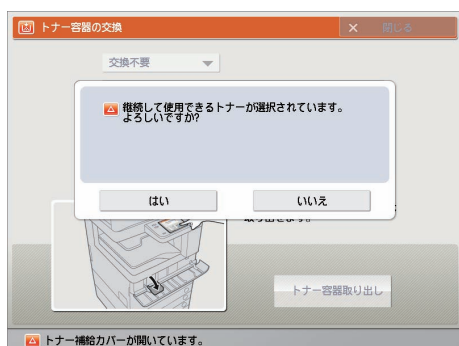 トナー容器の交換
× 閉じる
交換不要
継続して使用できるトナーが選択されています。
よろしいですか?
はい
いいえ
トナー容器取り出し
トナー補給カバーが開いています。